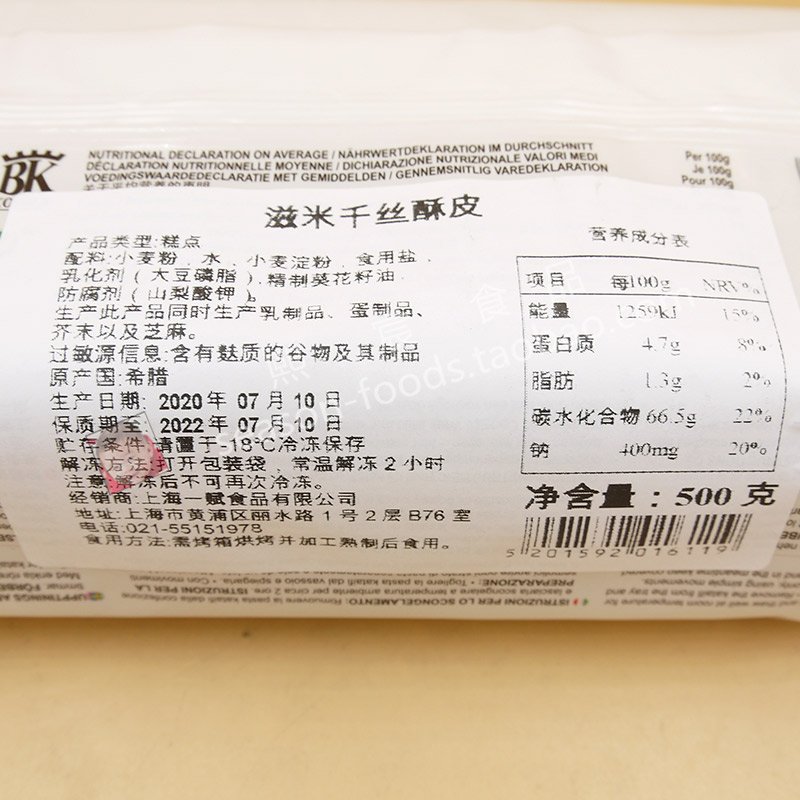 BK
NUTRITIONAL DECLARATION ON AVERAGE / NÄHRWERTDEKLARATION IM DURCHSCHNITT
DÉCLARATION NUTRITIONNELLE MOYENNE / DICHIARAZIONE NUTRIZIONALE VALORI MEDI
VOEDINGSWAARDEDECLARATIE MET GEMIDDELDEN / GENNEMSNITLIG VAREDEKLARATION
Per 100g
Je 100g
Pour 100g
滋米千丝酥皮
产品类型:糕点
配料:小麦粉、水、小麦淀粉、食用盐、
乳化剂（大豆磷脂）、精制葵花籽油、
防腐剂（山梨酸钾）。
生产此产品同时生产乳制品、蛋制品、
芥末以及芝麻。
过敏源信息:含有麸质的谷物及其制品
原产国:希腊
生产日期: 2020年 07月 10日
保质期至: 2022年 07月 10日
贮存条件:请置于-18℃冷冻保存
解冻方法:打开包装袋，常温解冻2小时
注意:解冻后不可再次冷冻。
经销商:上海一赋食品有限公司
地址:上海市黄浦区丽水路1号2层B76室
电话:021-55151978
食用方法:需烤箱烘烤并加工熟制后食用。
营养成分表
项目 每100g NRV%
能量 1259kJ 15%
蛋白质 4.7g 8%
脂肪 1.3g 2%
碳水化合物 66.5g 22%
钠 400mg 20%
净含量：500克
5 201592 016119